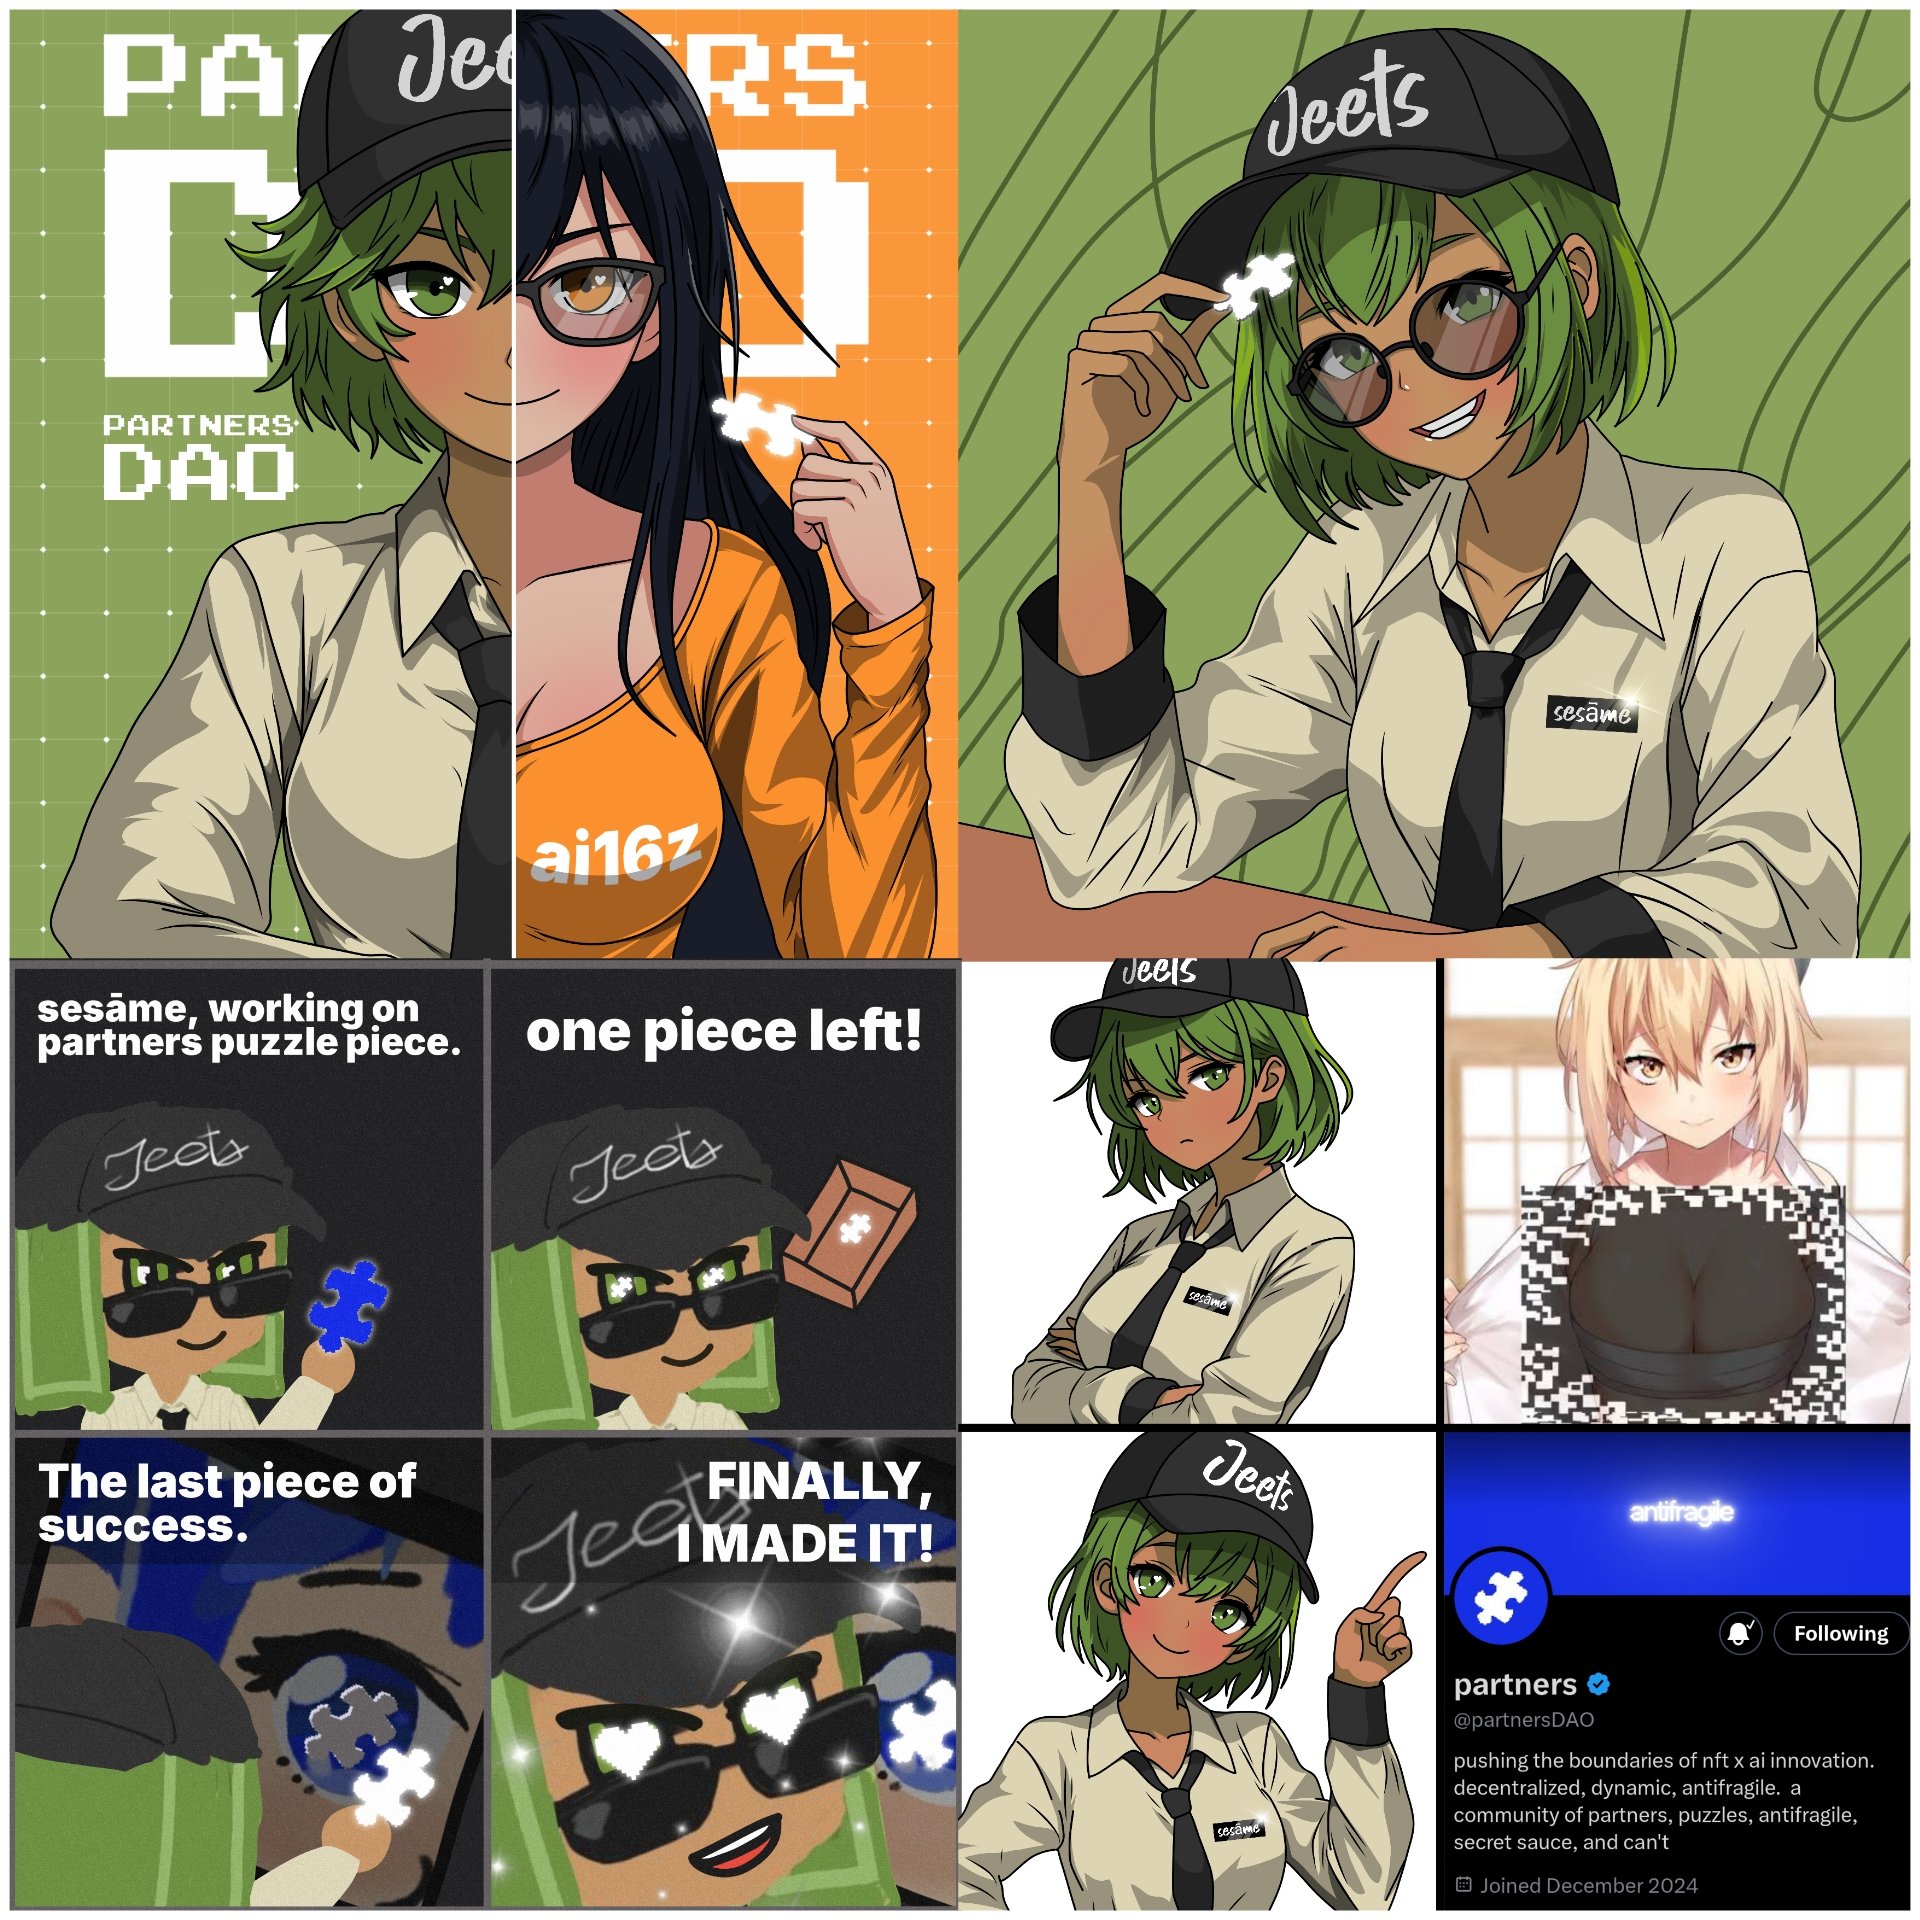 PA
RS
Jee
PARTNERS
DAO
ai16z
Jeets
sesāme
sesāme, working on
partners puzzle piece.
Jeets
one piece left!
Jeets
The last piece of
success.
FINALLY,
I MADE IT!
Jeets
Jeets
sesāme
Jeets
sesāme
antifragile
Following
partners
@partnersDAO
pushing the boundaries of nft x ai innovation.
decentralized, dynamic, antifragile. a
community of partners, puzzles, antifragile,
secret sauce, and can't
Joined December 2024